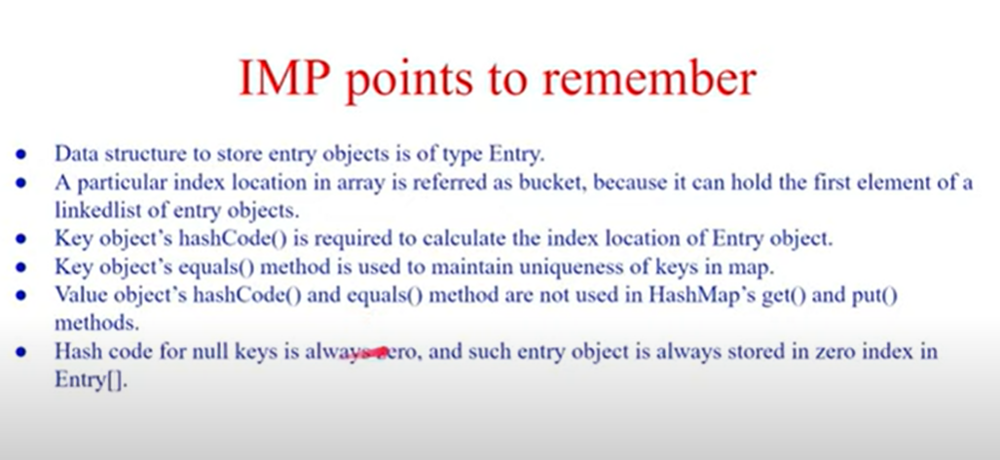 IMP points to remember
● Data structure to store entry objects is of type Entry.
● A particular index location in array is referred as bucket, because it can hold the first element of a
linkedlist of entry objects.
● Key object's hashCode() is required to calculate the index location of Entry object.
● Key object's equals() method is used to maintain uniqueness of keys in map.
● Value object's hashCode() and equals() method are not used in HashMap's get() and put()
methods.
● Hash code for null keys is always zero, and such entry object is always stored in zero index in
Entry[].